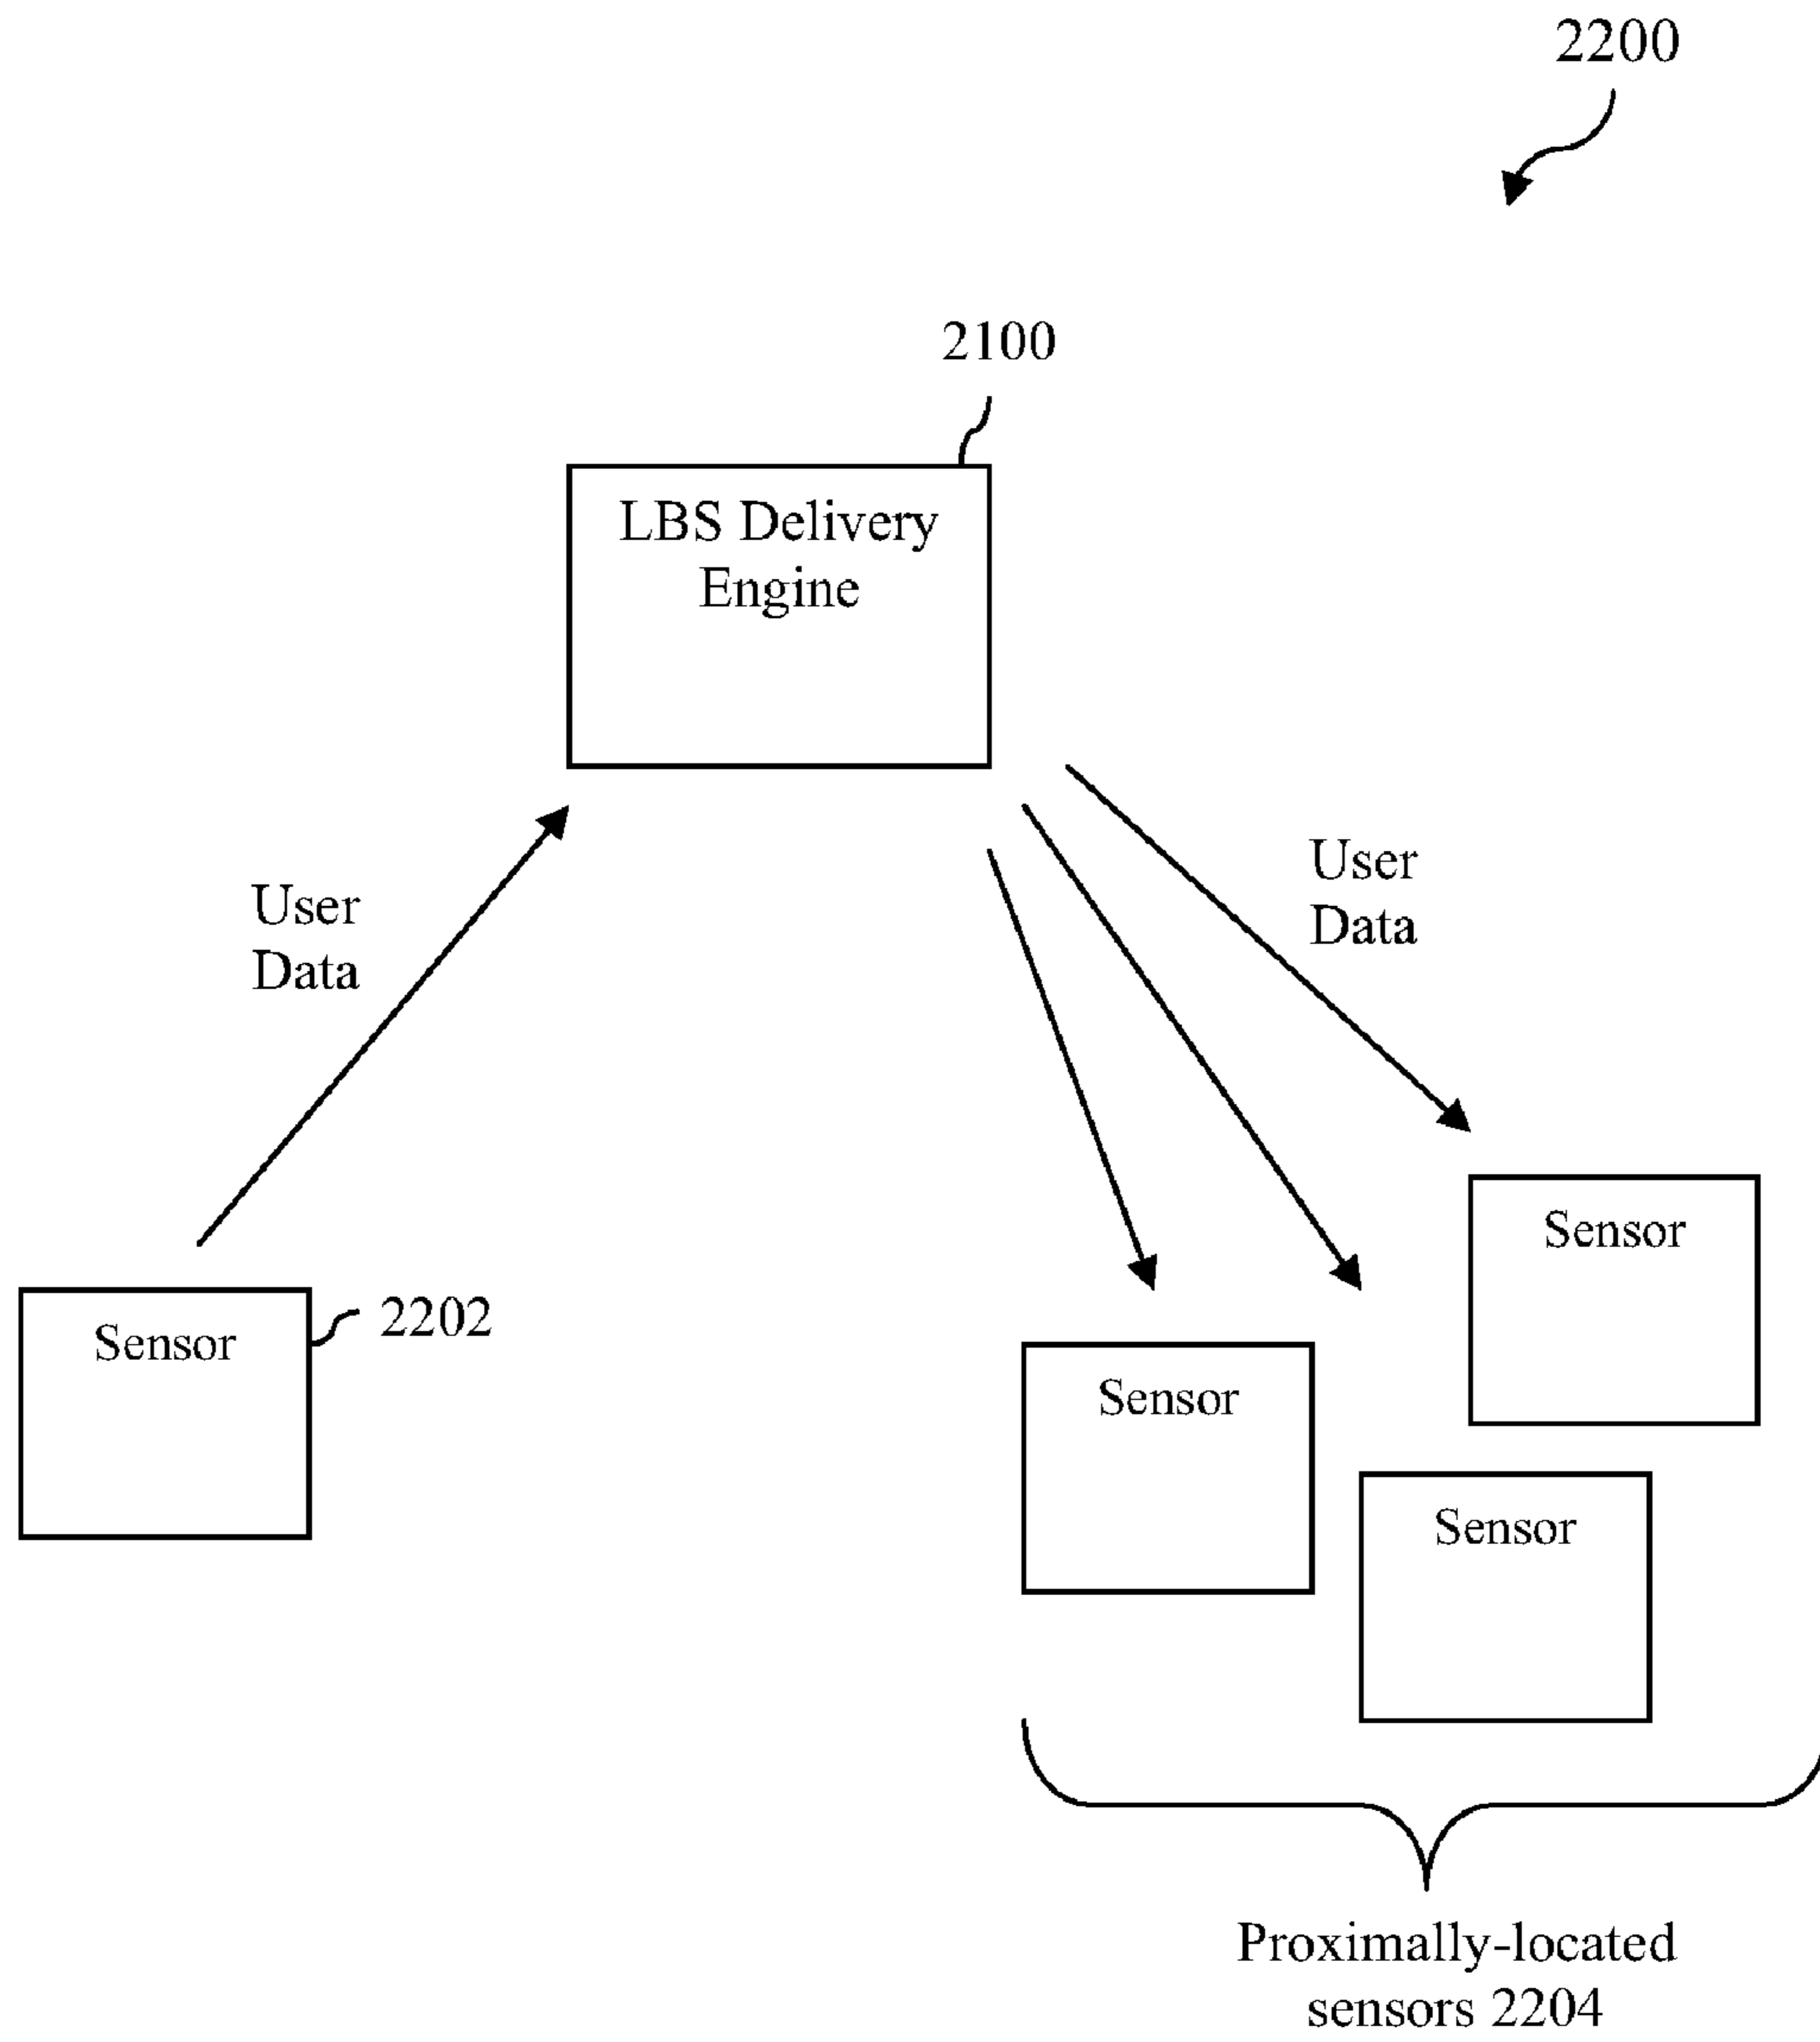 2200
2100
LBS Delivery
Engine
User
Data
User
Data
Sensor
Sensor
2202
Sensor
Sensor
Proximally-located
sensors 2204